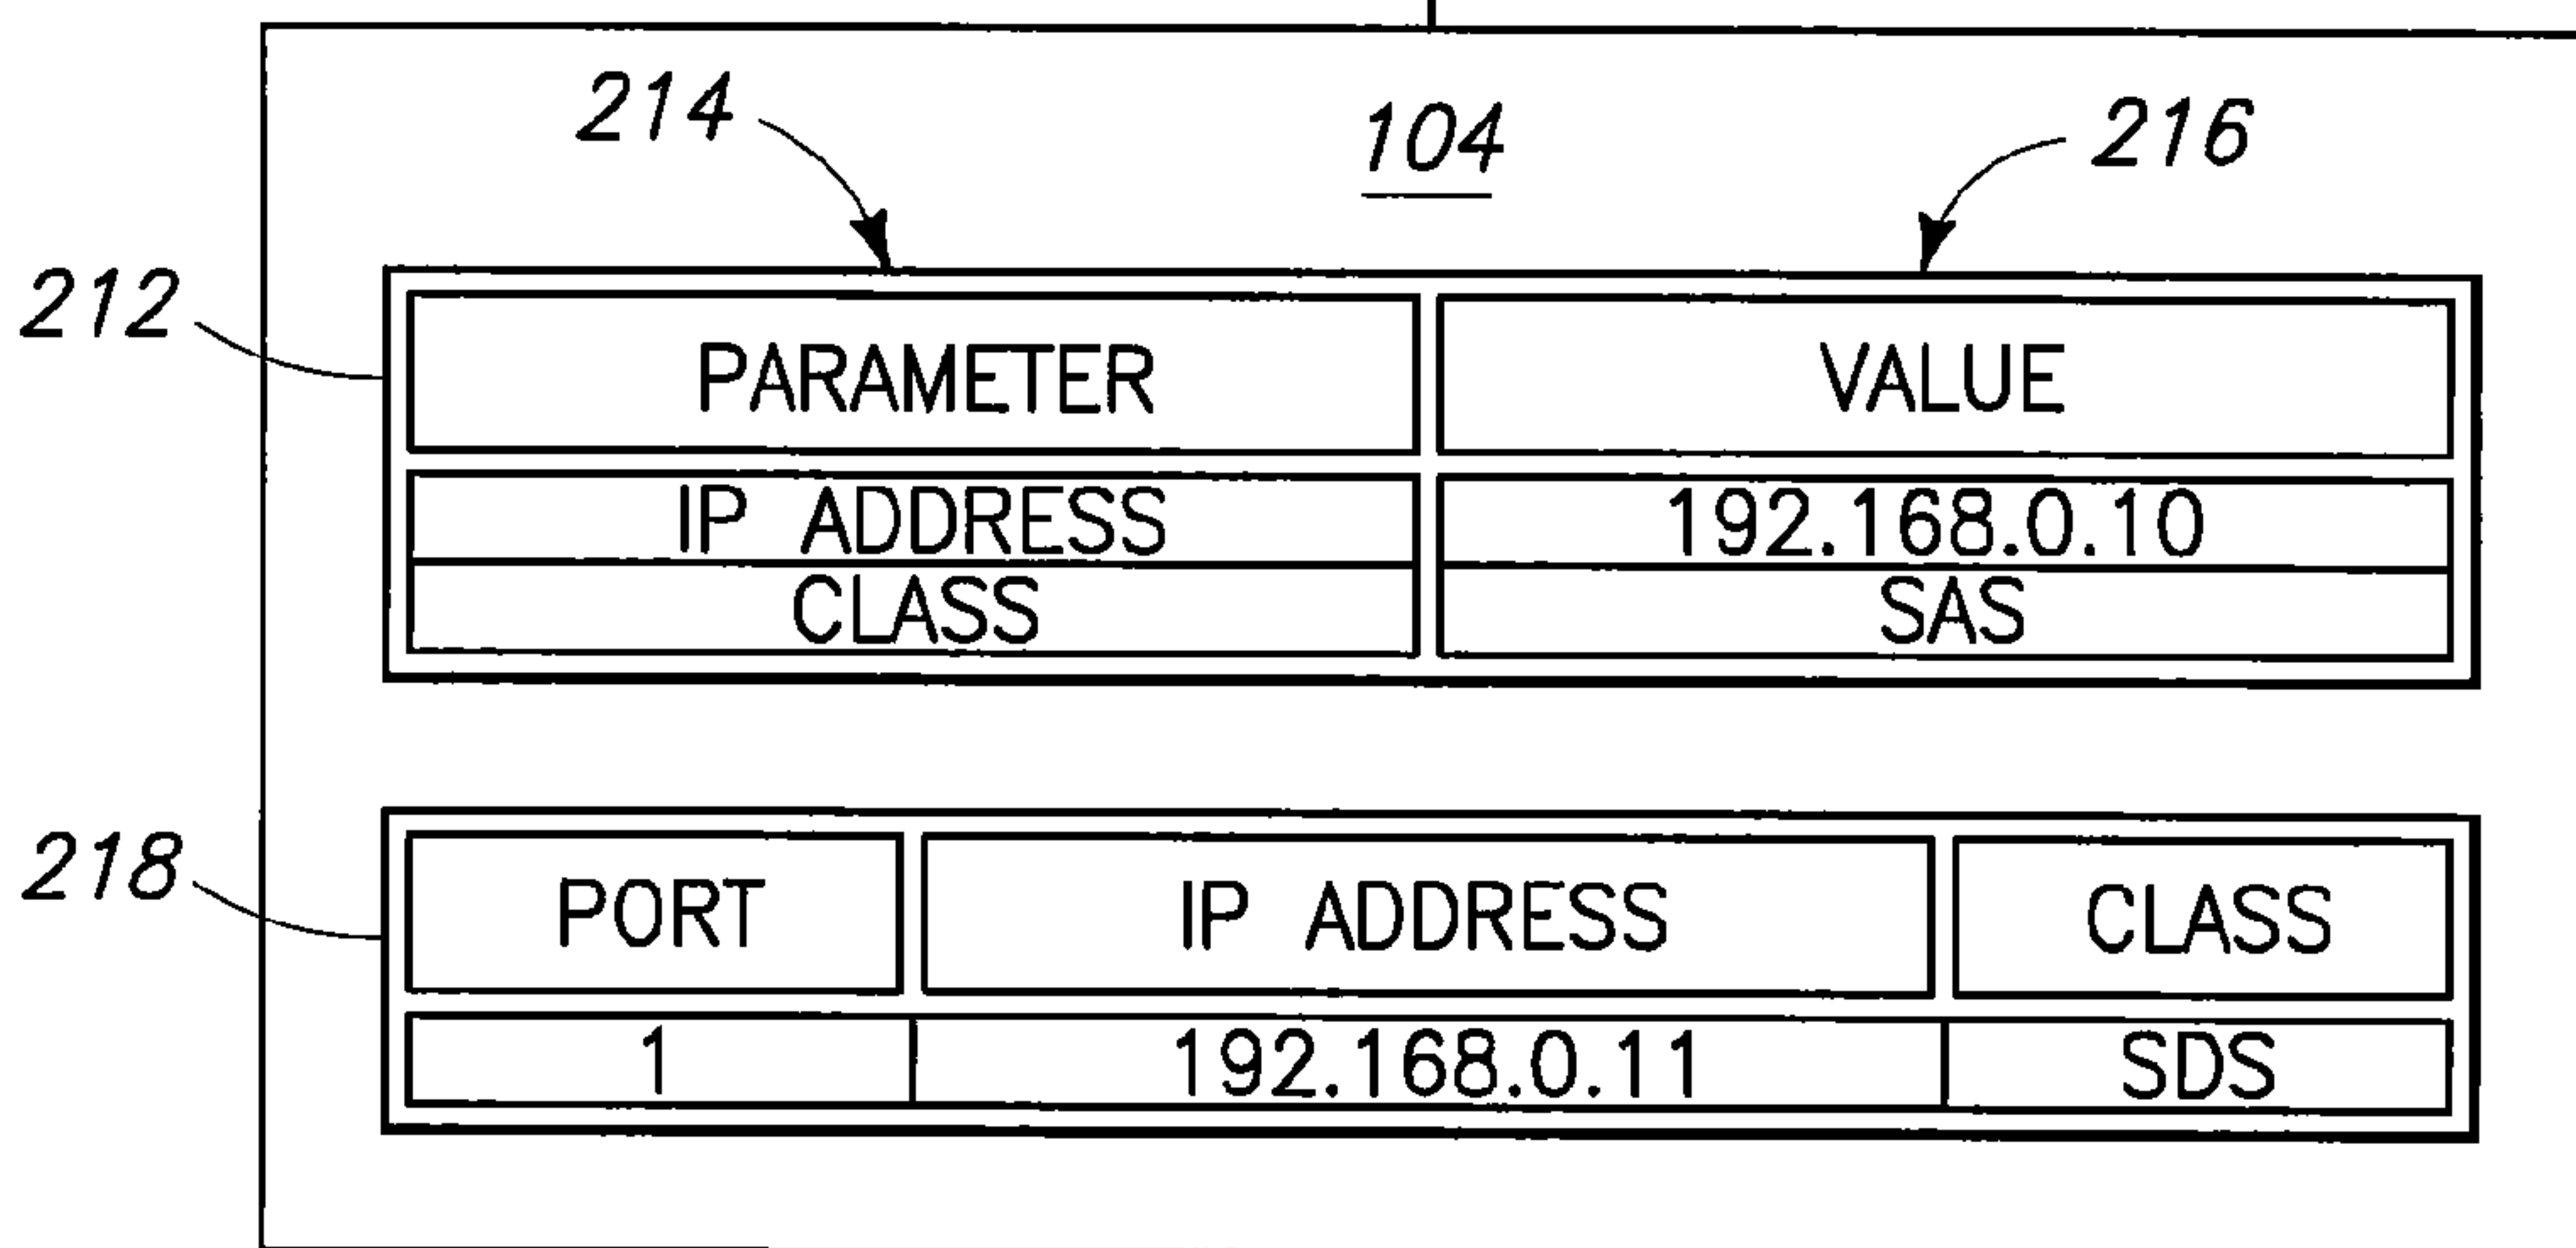 214
104
216
212
PARAMETER VALUE
IP ADDRESS 192.168.0.10
CLASS SAS
218
PORT IP ADDRESS CLASS
1 192.168.0.11 SDS